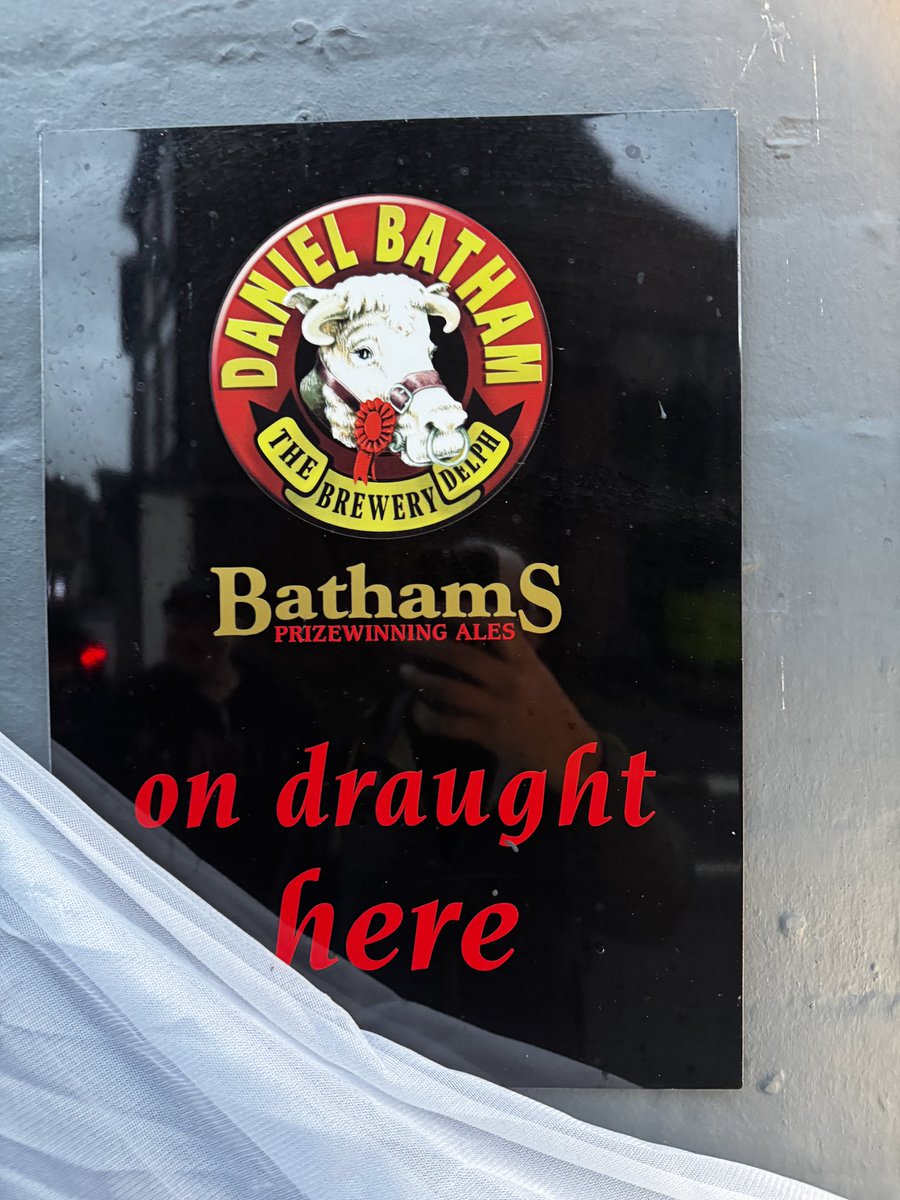 DANIEL BATHAM
THE BREWERY DELPH
BathamS
PRIZEWINNING ALES
on draught
here